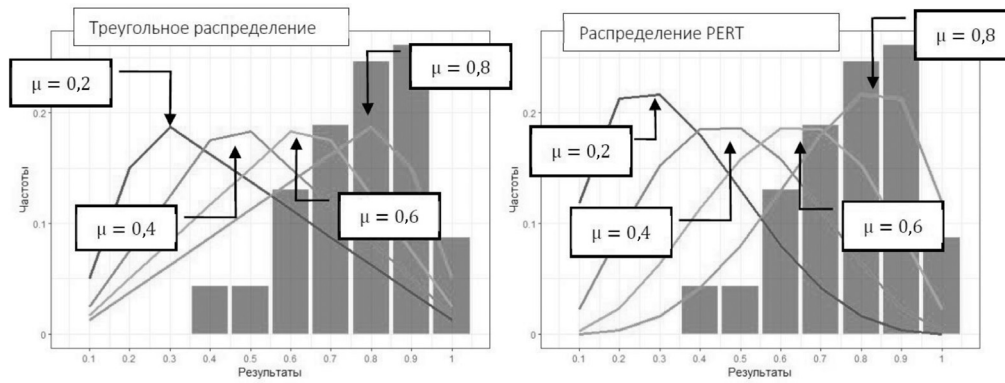 Треугольное распределение
μ = 0,2
μ = 0,8
μ = 0,4
μ = 0,6
Частоты
0.2
0.1
0
0.1 0.2 0.3 0.4 0.5 0.6 0.7 0.8 0.9 1
Результаты
Распределение PERT
μ = 0,8
μ = 0,2
μ = 0,4
μ = 0,6
Частоты
0.2
0.1
0
0.1 0.2 0.3 0.4 0.5 0.6 0.7 0.8 0.9 1
Результаты